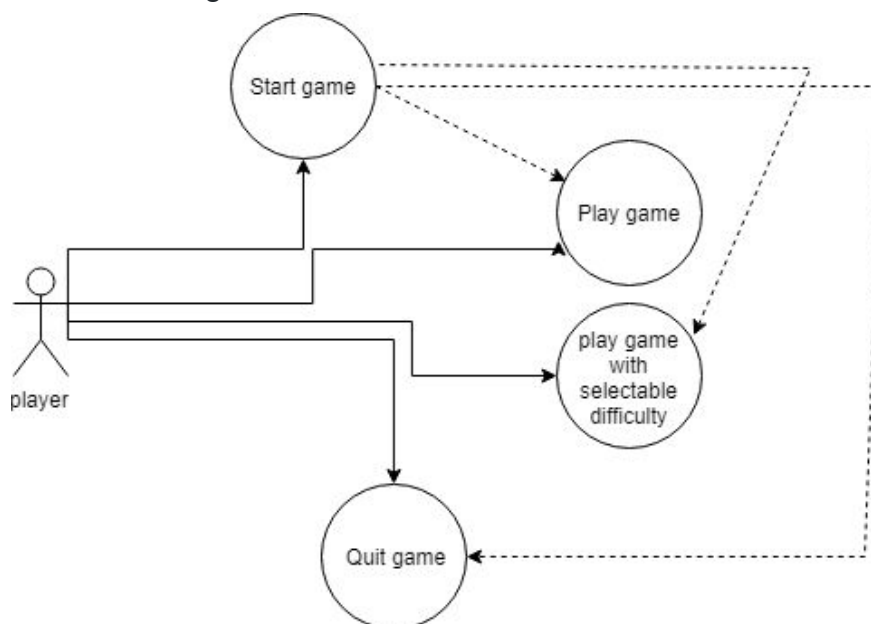 Start game
Play game
play game
with
selectable
difficulty
player
Quit game